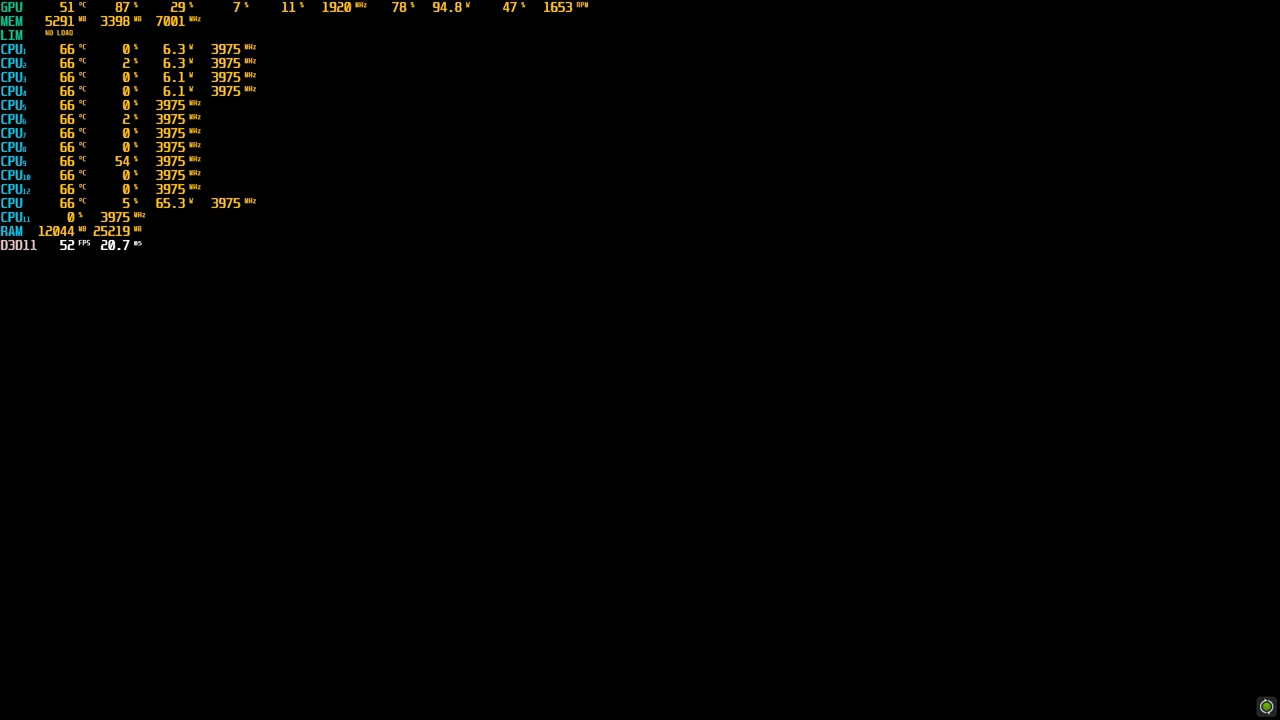 GPU 51 °C 87 % 29 % 7 % 11 % 1920 MHz 78 % 94.8 W 47 % 1653 RPM
MEM 5291 MB 3398 MB 7001 MHz
LIM NO LOAD
CPU1 66 °C 0 % 6.3 W 3975 MHz
CPU2 66 °C 2 % 6.3 W 3975 MHz
CPU3 66 °C 0 % 6.1 W 3975 MHz
CPU4 66 °C 0 % 6.1 W 3975 MHz
CPU5 66 °C 0 % 3975 MHz
CPU6 66 °C 2 % 3975 MHz
CPU7 66 °C 0 % 3975 MHz
CPU8 66 °C 0 % 3975 MHz
CPU9 66 °C 54 % 3975 MHz
CPU10 66 °C 0 % 3975 MHz
CPU12 66 °C 0 % 3975 MHz
CPU 66 °C 5 % 65.3 W 3975 MHz
CPU11 0 % 3975 MHz
RAM 12044 MB 25219 MB
D3D11 52 FPS 20.7 ms